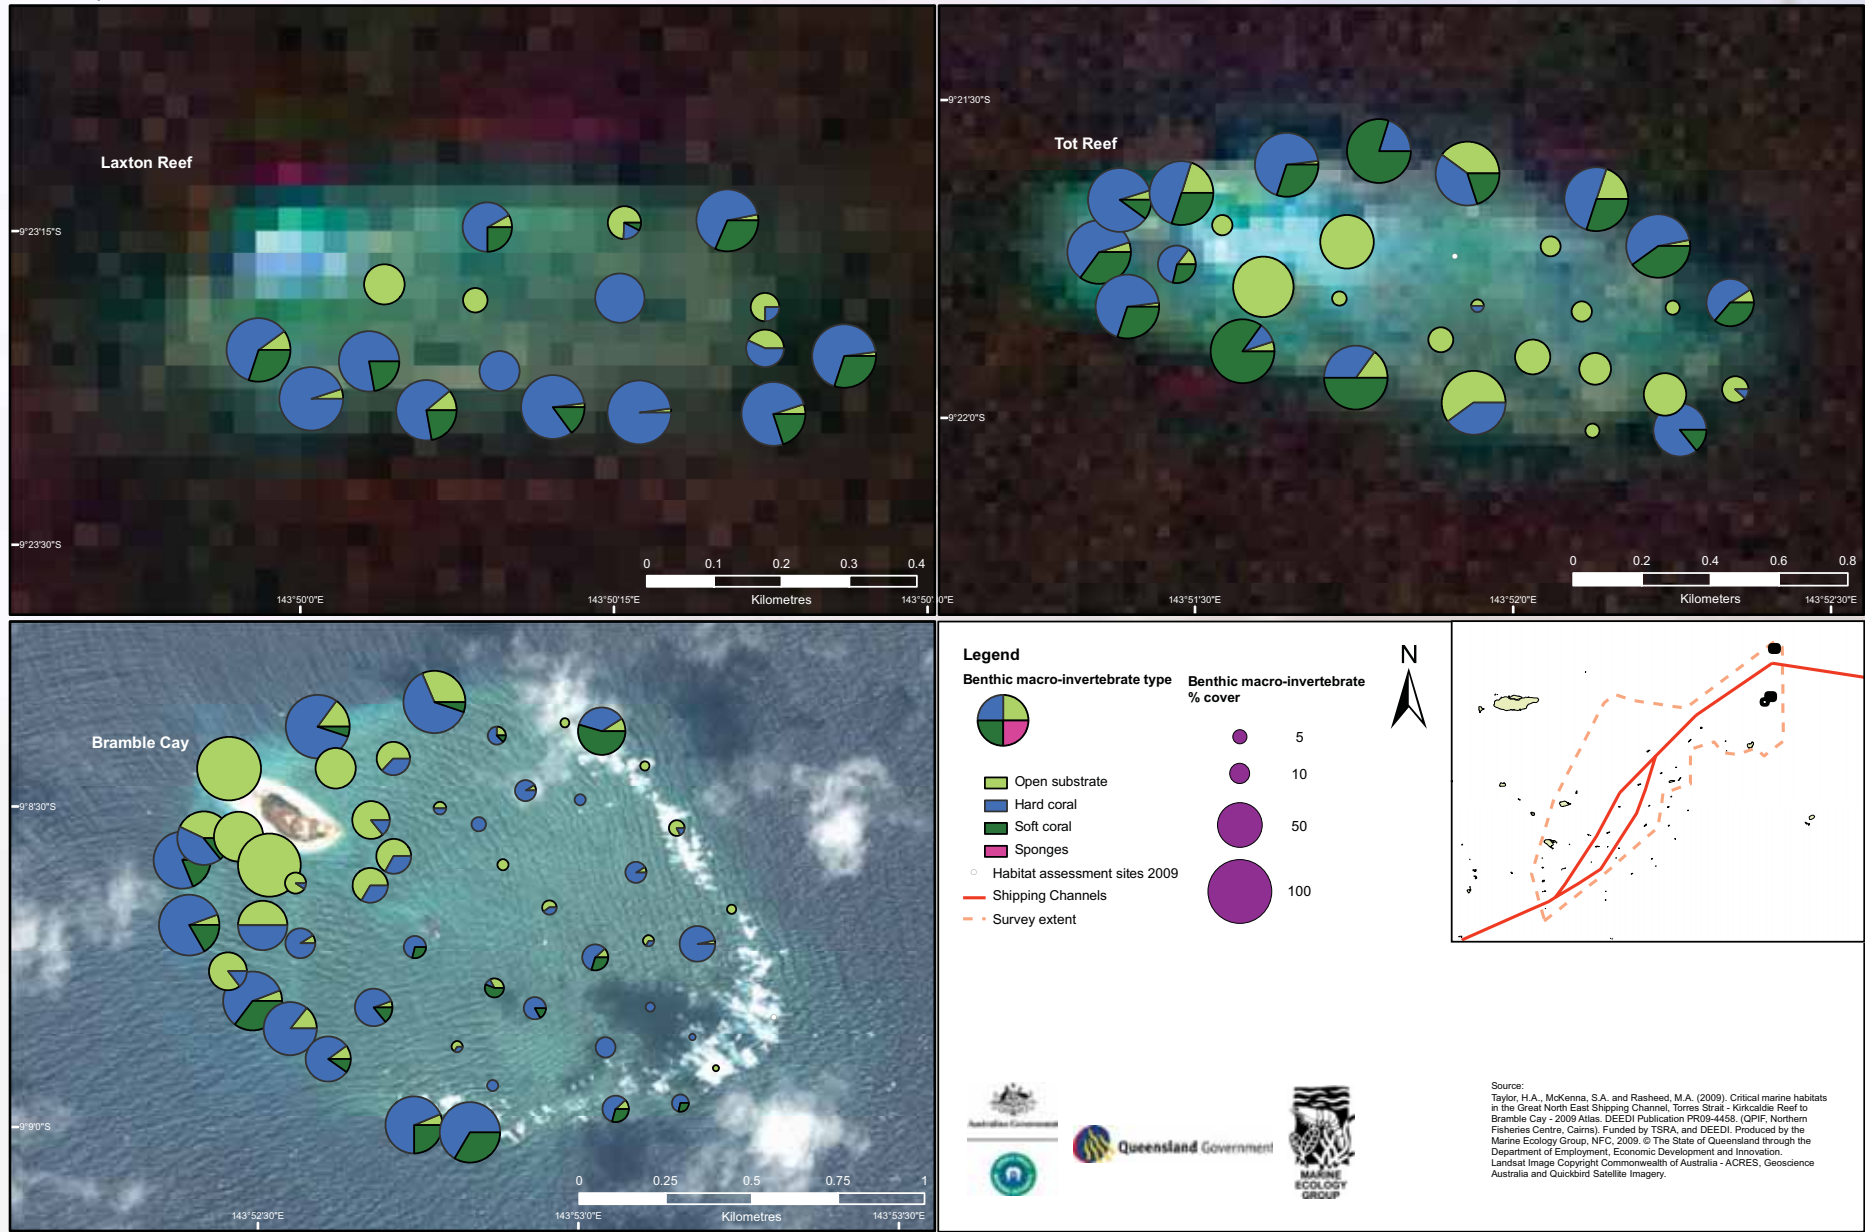 Laxton Reef
9°23'15"S
9°23'30"S
0 0.1 0.2 0.3 0.4
Kilometres
143°50'0"E 143°50'15"E
Tot Reef
9°21'30"S
9°22'0"S
0 0.2 0.4 0.6 0.8
Kilometers
143°51'30"E 143°52'0"E 143°52'30"E
Bramble Cay
9°8'30"S
9°9'0"S
0 0.25 0.5 0.75 1
Kilometres
143°52'30"E 143°53'0"E 143°53'30"E
Legend
Benthic macro-invertebrate type
Open substrate
Hard coral
Soft coral
Sponges
Habitat assessment sites 2009
Shipping Channels
Survey extent
Benthic macro-invertebrate
% cover
5
10
50
100
N
Australian Government
Queensland Government
MARINE
ECOLOGY
GROUP
Source:
Taylor, H.A., McKenna, S.A. and Rasheed, M.A. (2009). Critical marine habitats
in the Great North East Shipping Channel, Torres Strait - Kirkcaldie Reef to
Bramble Cay - 2009 Atlas. DEEDI Publication PR09-4458. (QPIF, Northern
Fisheries Centre, Cairns). Funded by TSRA, and DEEDI. Produced by the
Marine Ecology Group, NFC, 2009. © The State of Queensland through the
Department of Employment, Economic Development and Innovation.
Landsat Image Copyright Commonwealth of Australia - ACRES, Geoscience
Australia and Quickbird Satellite Imagery.